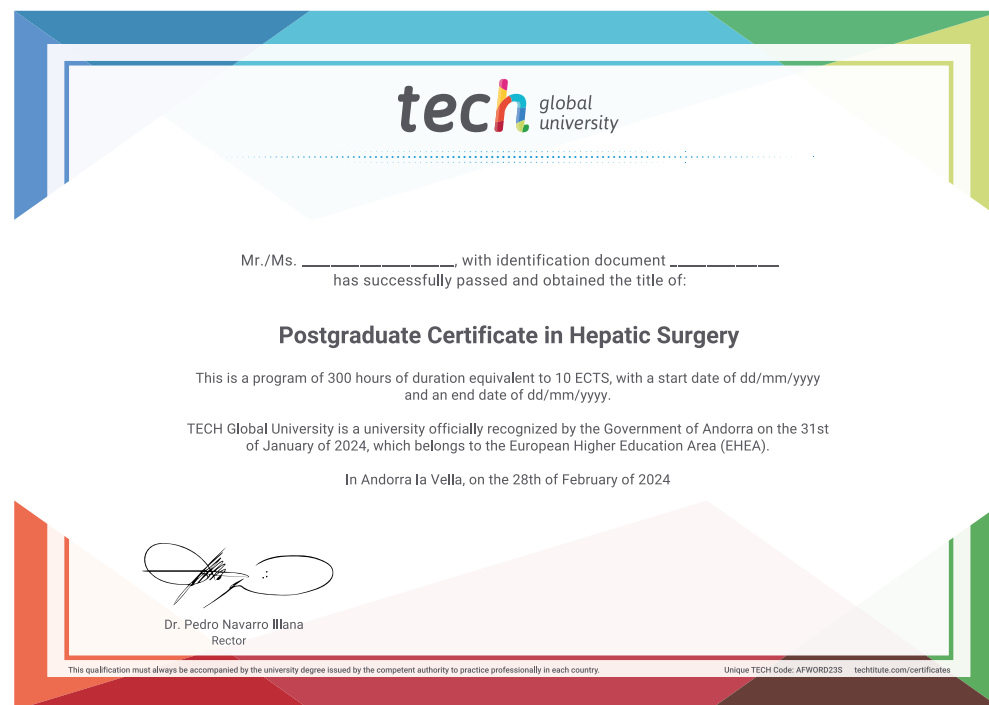 tech global university
Mr./Ms. __________________, with identification document _____________
has successfully passed and obtained the title of:
Postgraduate Certificate in Hepatic Surgery
This is a program of 300 hours of duration equivalent to 10 ECTS, with a start date of dd/mm/yyyy
and an end date of dd/mm/yyyy.
TECH Global University is a university officially recognized by the Government of Andorra on the 31st
of January of 2024, which belongs to the European Higher Education Area (EHEA).
In Andorra la Vella, on the 28th of February of 2024
Dr. Pedro Navarro Illana
Rector
This qualification must always be accompanied by the university degree issued by the competent authority to practice professionally in each country.
Unique TECH Code: AFWORD23S techtitute.com/certificates